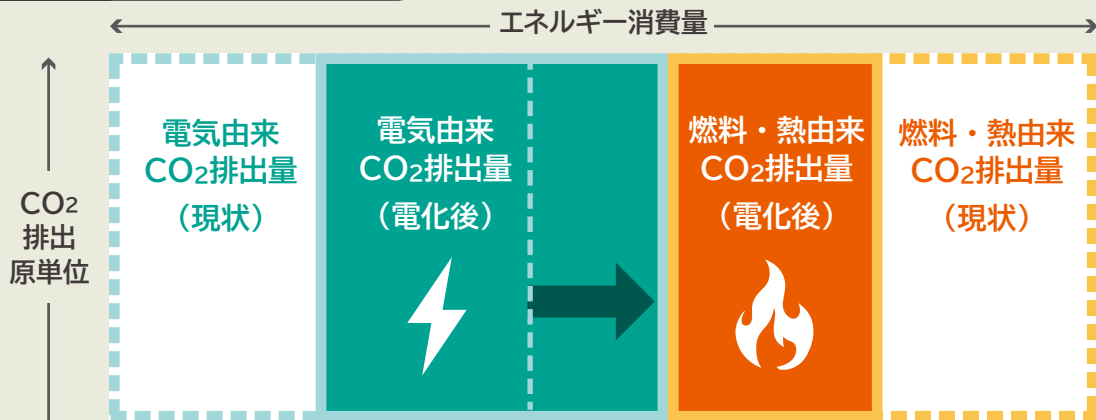 エネルギー消費量
CO2
排出
原単位
電気由来
CO2排出量
（現状）
電気由来
CO2排出量
（電化後）
燃料・熱由来
CO2排出量
（電化後）
燃料・熱由来
CO2排出量
（現状）